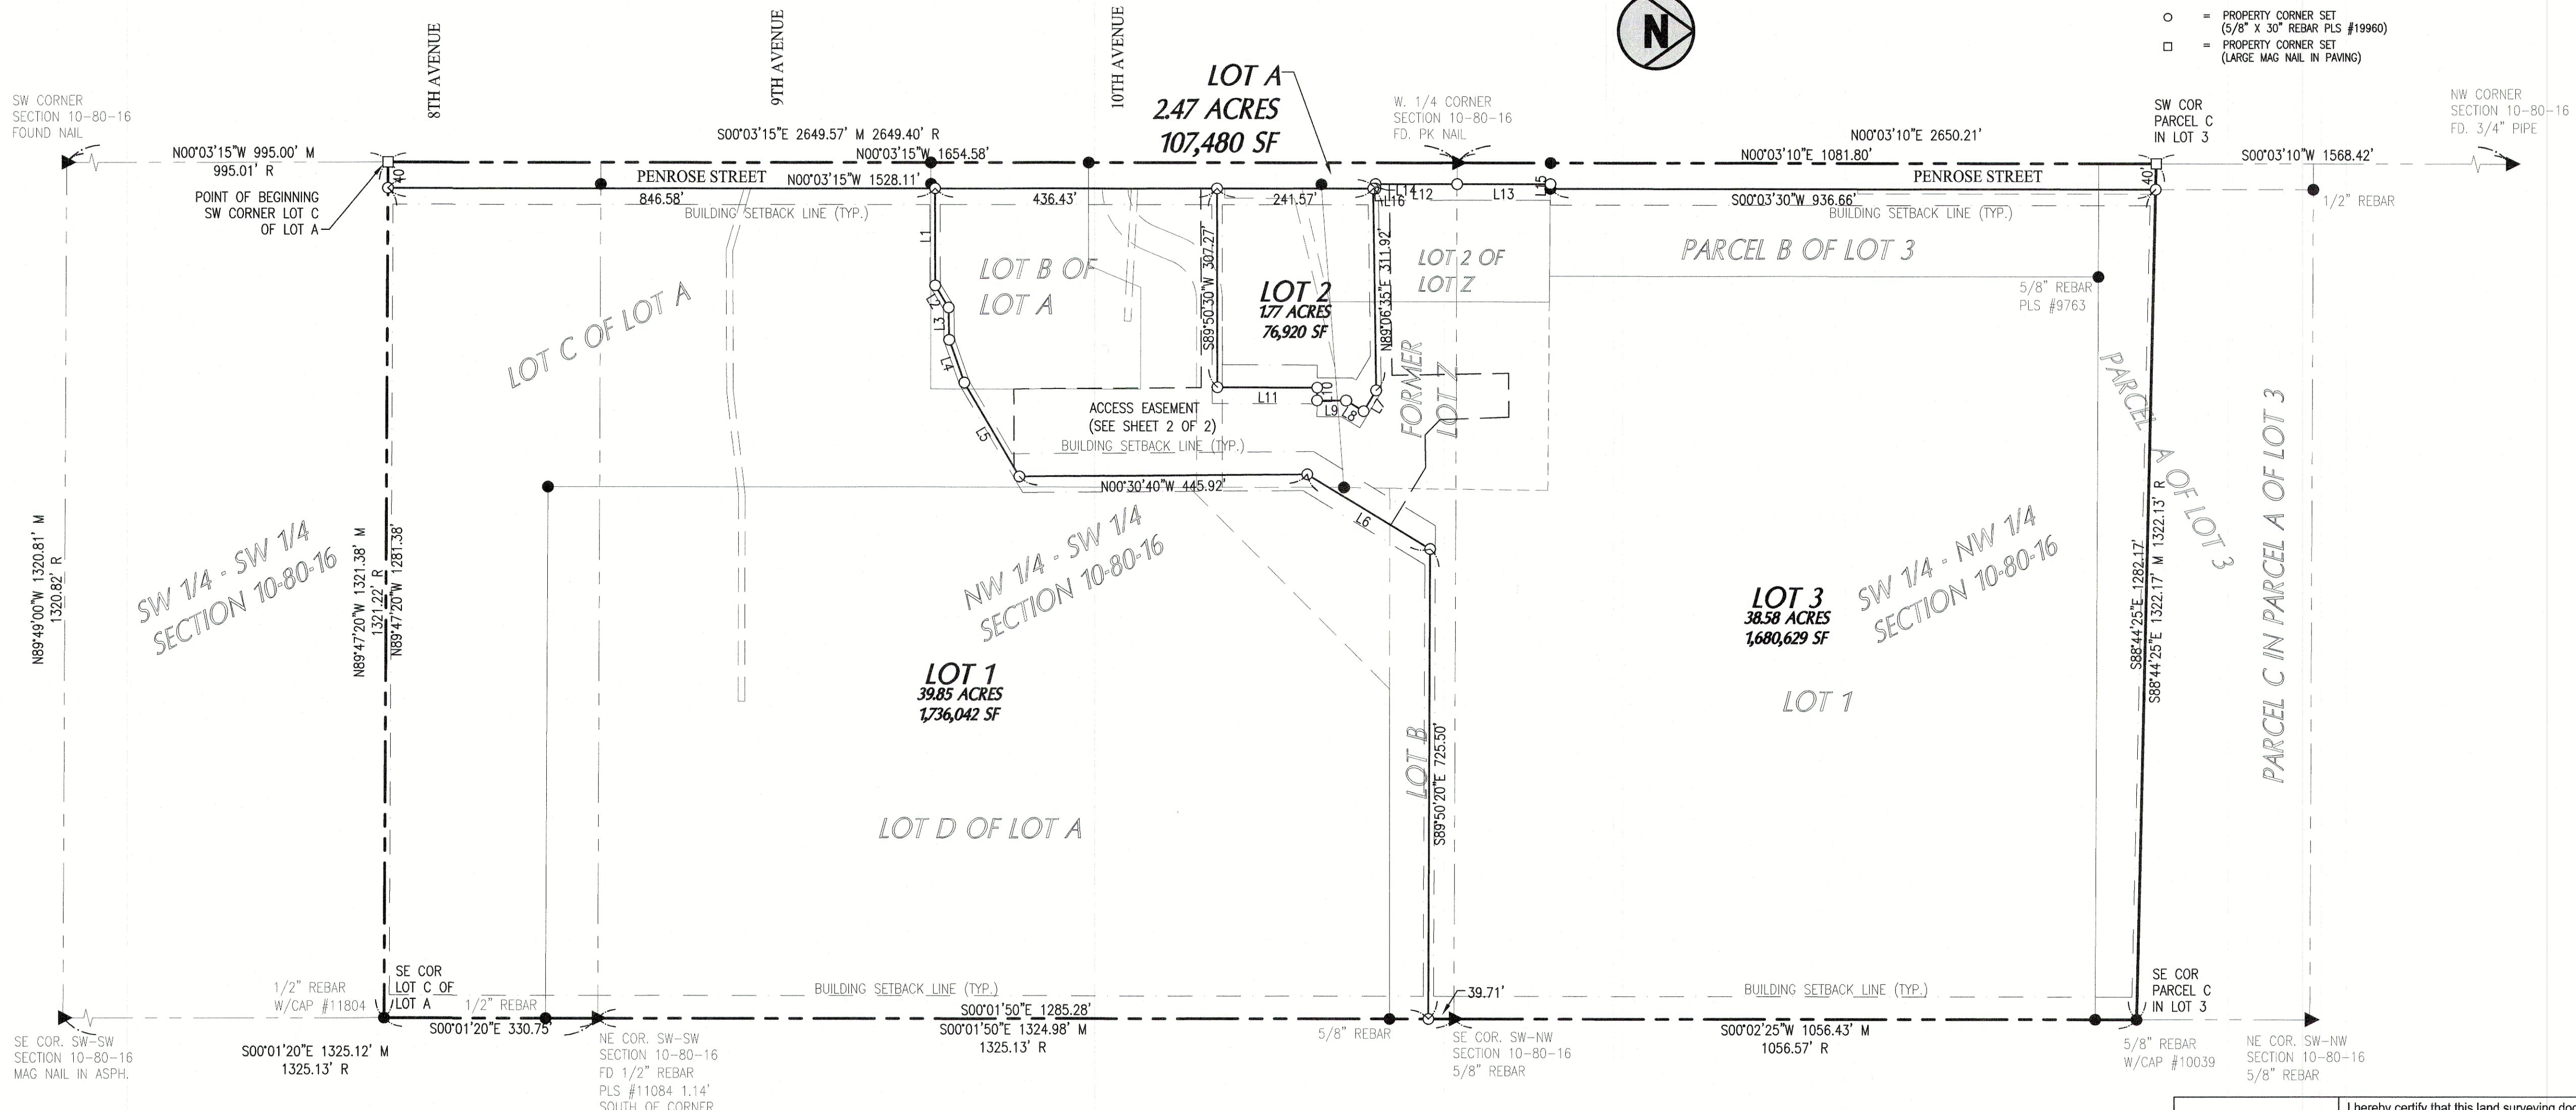 8TH AVENUE
9TH AVENUE
10TH AVENUE
N
○ = PROPERTY CORNER SET
(5/8" X 30" REBAR PLS #19960)
□ = PROPERTY CORNER SET
(LARGE MAG NAIL IN PAVING)
SW CORNER
SECTION 10-80-16
FOUND NAIL
N00°03'15"W 995.00' M
995.01' R
POINT OF BEGINNING
SW CORNER LOT C
OF LOT A
40'
S00°03'15"E 2649.57' M 2649.40' R
N00°03'15"W 1654.58'
PENROSE STREET
N00°03'15"W 1528.11'
846.58'
BUILDING SETBACK LINE (TYP.)
436.43'
241.57'
LOT A
2.47 ACRES
107,480 SF
W. 1/4 CORNER
SECTION 10-80-16
FD. PK NAIL
L14
L12
L16
L13
L15
N00°03'10"E 2650.21'
N00°03'10"E 1081.80'
PENROSE STREET
S00°03'30"W 936.66'
BUILDING SETBACK LINE (TYP.)
SW COR
PARCEL C
IN LOT 3
40'
S00°03'10"W 1568.42'
NW CORNER
SECTION 10-80-16
FD. 3/4" PIPE
1/2" REBAR
LOT C OF LOT A
L1
L2
L3
L4
L5
LOT B OF
LOT A
S89°50'30"W 307.27'
LOT 2
1.77 ACRES
76,920 SF
N89°06'35"E 311.92'
LOT 2 OF
LOT Z
FORMER
LOT Z
PARCEL B OF LOT 3
5/8" REBAR
PLS #9763
PARCEL A OF LOT 3
PARCEL C IN PARCEL A OF LOT 3
L11
L10
L9
L8
L7
ACCESS EASEMENT
(SEE SHEET 2 OF 2)
BUILDING SETBACK LINE (TYP.)
N00°30'40"W 445.92'
L6
N89°49'00"W 1320.81' M
1320.82' R
SW 1/4 - SW 1/4
SECTION 10-80-16
N89°47'20"W 1321.38' M
1321.22' R
N89°47'20"W 1281.38'
NW 1/4 - SW 1/4
SECTION 10-80-16
LOT 1
39.85 ACRES
1,736,042 SF
LOT D OF LOT A
LOT B
S89°50'20"E 725.50'
LOT 3
38.58 ACRES
1,680,629 SF
SW 1/4 - NW 1/4
SECTION 10-80-16
LOT 1
S88°44'25"E 1282.17'
S88°44'25"E 1322.17' M 1322.13' R
SE COR
LOT C OF
LOT A
1/2" REBAR
W/CAP #11804
1/2" REBAR
BUILDING SETBACK LINE (TYP.)
S00°01'50"E 1285.28'
39.71'
BUILDING SETBACK LINE (TYP.)
SE COR
PARCEL C
IN LOT 3
SE COR. SW-SW
SECTION 10-80-16
MAG NAIL IN ASPH.
S00°01'20"E 330.75'
S00°01'20"E 1325.12' M
1325.13' R
NE COR. SW-SW
SECTION 10-80-16
FD 1/2" REBAR
PLS #11084 1.14'
SOUTH OF CORNER
S00°01'50"E 1324.98' M
1325.13' R
5/8" REBAR
SE COR. SW-NW
SECTION 10-80-16
5/8" REBAR
S00°02'25"W 1056.43' M
1056.57' R
5/8" REBAR
W/CAP #10039
NE COR. SW-NW
SECTION 10-80-16
5/8" REBAR
I hereby certify that this land surveying doc